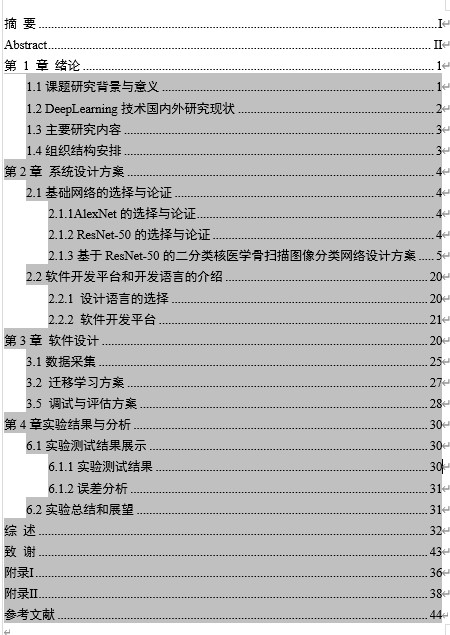 摘 要 I
Abstract II
第 1 章 绪论 1
1.1 课题研究背景与意义 1
1.2 DeepLearning 技术国内外研究现状 2
1.3 主要研究内容 3
1.4 组织结构安排 3
第 2 章 系统设计方案 4
2.1 基础网络的选择与论证 4
2.1.1AlexNet 的选择与论证 4
2.1.2 ResNet-50 的选择与论证 4
2.1.3 基于 ResNet-50 的二分类核医学骨扫描图像分类网络设计方案 5
2.2 软件开发平台和开发语言的介绍 20
2.2.1 设计语言的选择 20
2.2.2 软件开发平台 21
第 3 章 软件设计 20
3.1 数据采集 25
3.2 迁移学习方案 27
3.5 调试与评估方案 28
第 4 章实验结果与分析 30
6.1 实验测试结果展示 30
6.1.1 实验测试结果 30
6.1.2 误差分析 31
6.2 实验总结和展望 31
综 述 32
致 谢 43
附录I 36
附录II 38
参考文献 44